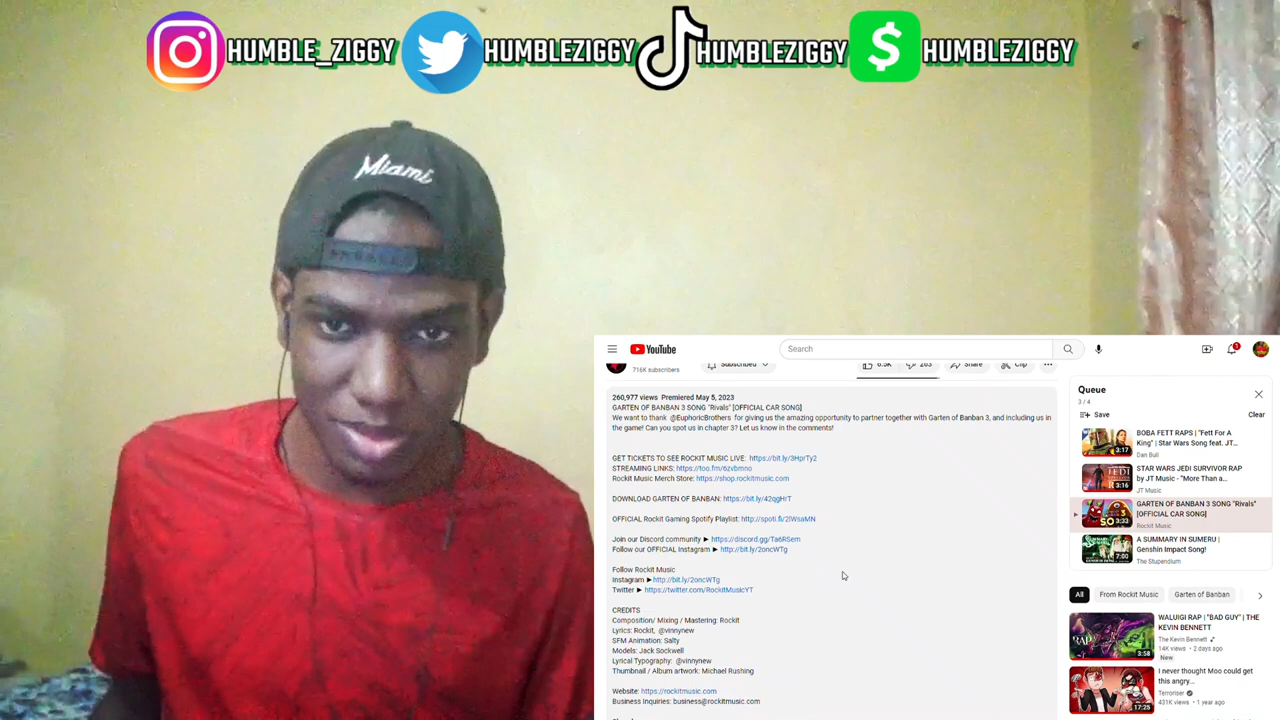 HUMBLE_ZIGGY HUMBLEZIGGY HUMBLEZIGGY HUMBLEZIGGY
Miami
YouTube
Search
716K subscribers
Subscribed
Share
Clip
260,977 views Premiered May 5, 2023
GARTEN OF BANBAN 3 SONG "Rivals" [OFFICIAL CAR SONG]
We want to thank @EuphoricBrothers for giving us the amazing opportunity to partner together with Garten of Banban 3, and including us in
the game! Can you spot us in chapter 3? Let us know in the comments!
GET TICKETS TO SEE ROCKIT MUSIC LIVE: https://bit.ly/3HprTy2
STREAMING LINKS: https://too.fm/6zvbmno
Rockit Music Merch Store: https://shop.rockitmusic.com
DOWNLOAD GARTEN OF BANBAN: https://bit.ly/42qgHrT
OFFICIAL Rockit Gaming Spotify Playlist: http://spoti.fi/2lWsaMN
Join our Discord community ► https://discord.gg/Ta6RSem
Follow our OFFICIAL Instagram ► http://bit.ly/2oncWTg
Follow Rockit Music
Instagram ►http://bit.ly/2oncWTg
Twitter ► https://twitter.com/RockitMusicYT
CREDITS
Composition/ Mixing / Mastering: Rockit
Lyrics: Rockit, @vinnynew
SFM Animation: Salty
Models: Jack Sockwell
Lyrical Typography: @vinnynew
Thumbnail / Album artwork: Michael Rushing
Website: https://rockitmusic.com
Business Inquiries: business@rockitmusic.com
Queue
3 / 4
Save
Clear
BOBA FETT RAPS | "Fett For A
King" | Star Wars Song feat. JT...
Dan Bull
3:17
STAR WARS JEDI SURVIVOR RAP
by JT Music - "More Than a...
JT Music
3:16
GARTEN OF BANBAN 3 SONG "Rivals"
[OFFICIAL CAR SONG]
Rockit Music
3:33
A SUMMARY IN SUMERU |
Genshin Impact Song!
The Stupendium
7:00
All
From Rockit Music
Garten of Banban
WALUIGI RAP | "BAD GUY" | THE
KEVIN BENNETT
The Kevin Bennett
14K views • 2 days ago
New
3:58
I never thought Moo could get
this angry...
Terroriser
431K views • 1 year ago
17:25